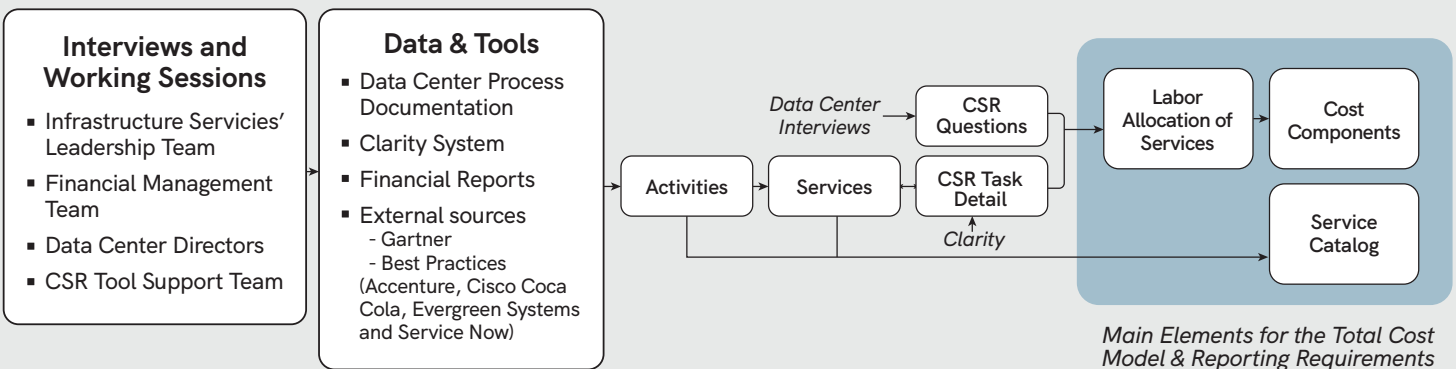 Interviews and
Working Sessions
▪ Infrastructure Servicies’
Leadership Team
▪ Financial Management
Team
▪ Data Center Directors
▪ CSR Tool Support Team
Data & Tools
▪ Data Center Process
Documentation
▪ Clarity System
▪ Financial Reports
▪ External sources
- Gartner
- Best Practices
(Accenture, Cisco Coca
Cola, Evergreen Systems
and Service Now)
Activities
Services
Data Center
Interviews
CSR
Questions
CSR Task
Detail
Clarity
Labor
Allocation of
Services
Cost
Components
Service
Catalog
Main Elements for the Total Cost
Model & Reporting Requirements